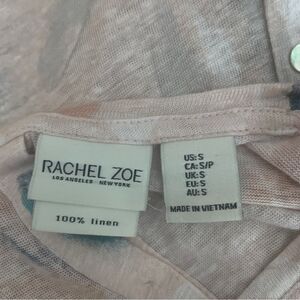 RACHEL ZOE
LOS ANGELES · NEW YORK
100% linen
US: S
CA: S/P
UK: S
EU: S
AU: S
MADE IN VIETNAM